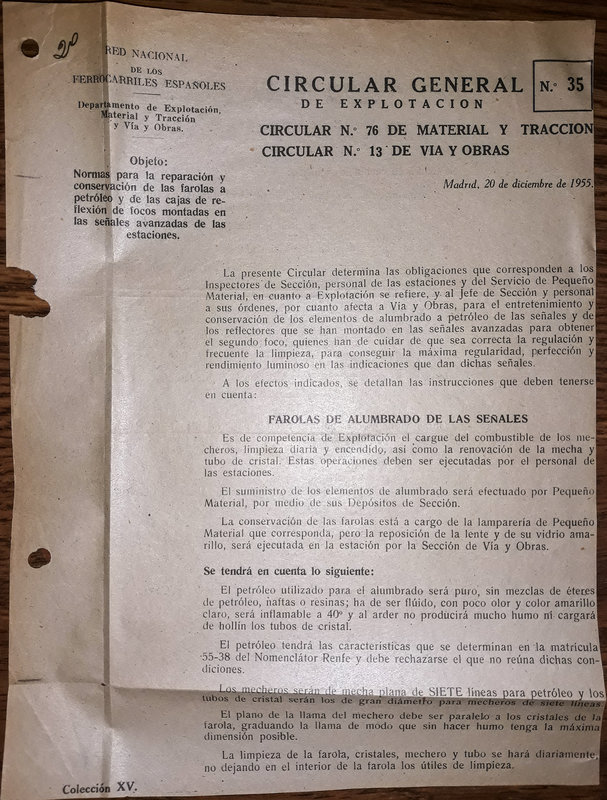 2º
RED NACIONAL
DE LOS
FERROCARRILES ESPAÑOLES
Departamento de Explotación,
Material y Tracción
y Vía y Obras.
Objeto:
Normas para la reparación y
conservación de las farolas a
petróleo y de las cajas de re-
flexión de focos montadas en
las señales avanzadas de las
estaciones.
CIRCULAR GENERAL
DE EXPLOTACION
N.º 35
CIRCULAR N.º 76 DE MATERIAL Y TRACCION
CIRCULAR N.º 13 DE VIA Y OBRAS
Madrid, 20 de diciembre de 1955.
La presente Circular determina las obligaciones que corresponden a los
Inspectores de Sección, personal de las estaciones y del Servicio de Pequeño
Material, en cuanto a Explotación se refiere, y al Jefe de Sección y personal
a sus órdenes, por cuanto afecta a Vía y Obras, para el entretenimiento y
conservación de los elementos de alumbrado a petróleo de las señales y de
los reflectores que se han montado en las señales avanzadas para obtener
el segundo foco, quienes han de cuidar de que sea correcta la regulación y
frecuente la limpieza, para conseguir la máxima regularidad, perfección y
rendimiento luminoso en las indicaciones que dan dichas señales.
A los efectos indicados, se detallan las instrucciones que deben tenerse
en cuenta:
FAROLAS DE ALUMBRADO DE LAS SEÑALES
Es de competencia de Explotación el cargue del combustible de los me-
cheros, limpieza diaria y encendido, así como la renovación de la mecha y
tubo de cristal. Estas operaciones deben ser ejecutadas por el personal de
las estaciones.
El suministro de los elementos de alumbrado será efectuado por Pequeño
Material, por medio de sus Depósitos de Sección.
La conservación de las farolas está a cargo de la lamparería de Pequeño
Material que corresponda, pero la reposición de la lente y de su vidrio ama-
rillo, será ejecutada en la estación por la Sección de Vía y Obras.
Se tendrá en cuenta lo siguiente:
El petróleo utilizado para el alumbrado será puro, sin mezclas de éteres
de petróleo, naftas o resinas; ha de ser flúido, con poco olor y color amarillo
claro, será inflamable a 40º y al arder no producirá mucho humo ni cargará
de hollín los tubos de cristal.
El petróleo tendrá las características que se determinan en la matrícula
55-38 del Nomenclátor Renfe y debe rechazarse el que no reúna dichas con-
diciones.
Los mecheros serán de mecha plana de SIETE líneas para petróleo y los
tubos de cristal serán los de gran diámetro para mecheros de siete líneas
El plano de la llama del mechero debe ser paralelo a los cristales de la
farola, graduando la llama de modo que sin hacer humo tenga la máxima
dimensión posible.
La limpieza de la farola, cristales, mechero y tubo se hará diariamente,
no dejando en el interior de la farola los útiles de limpieza.
Colección XV.